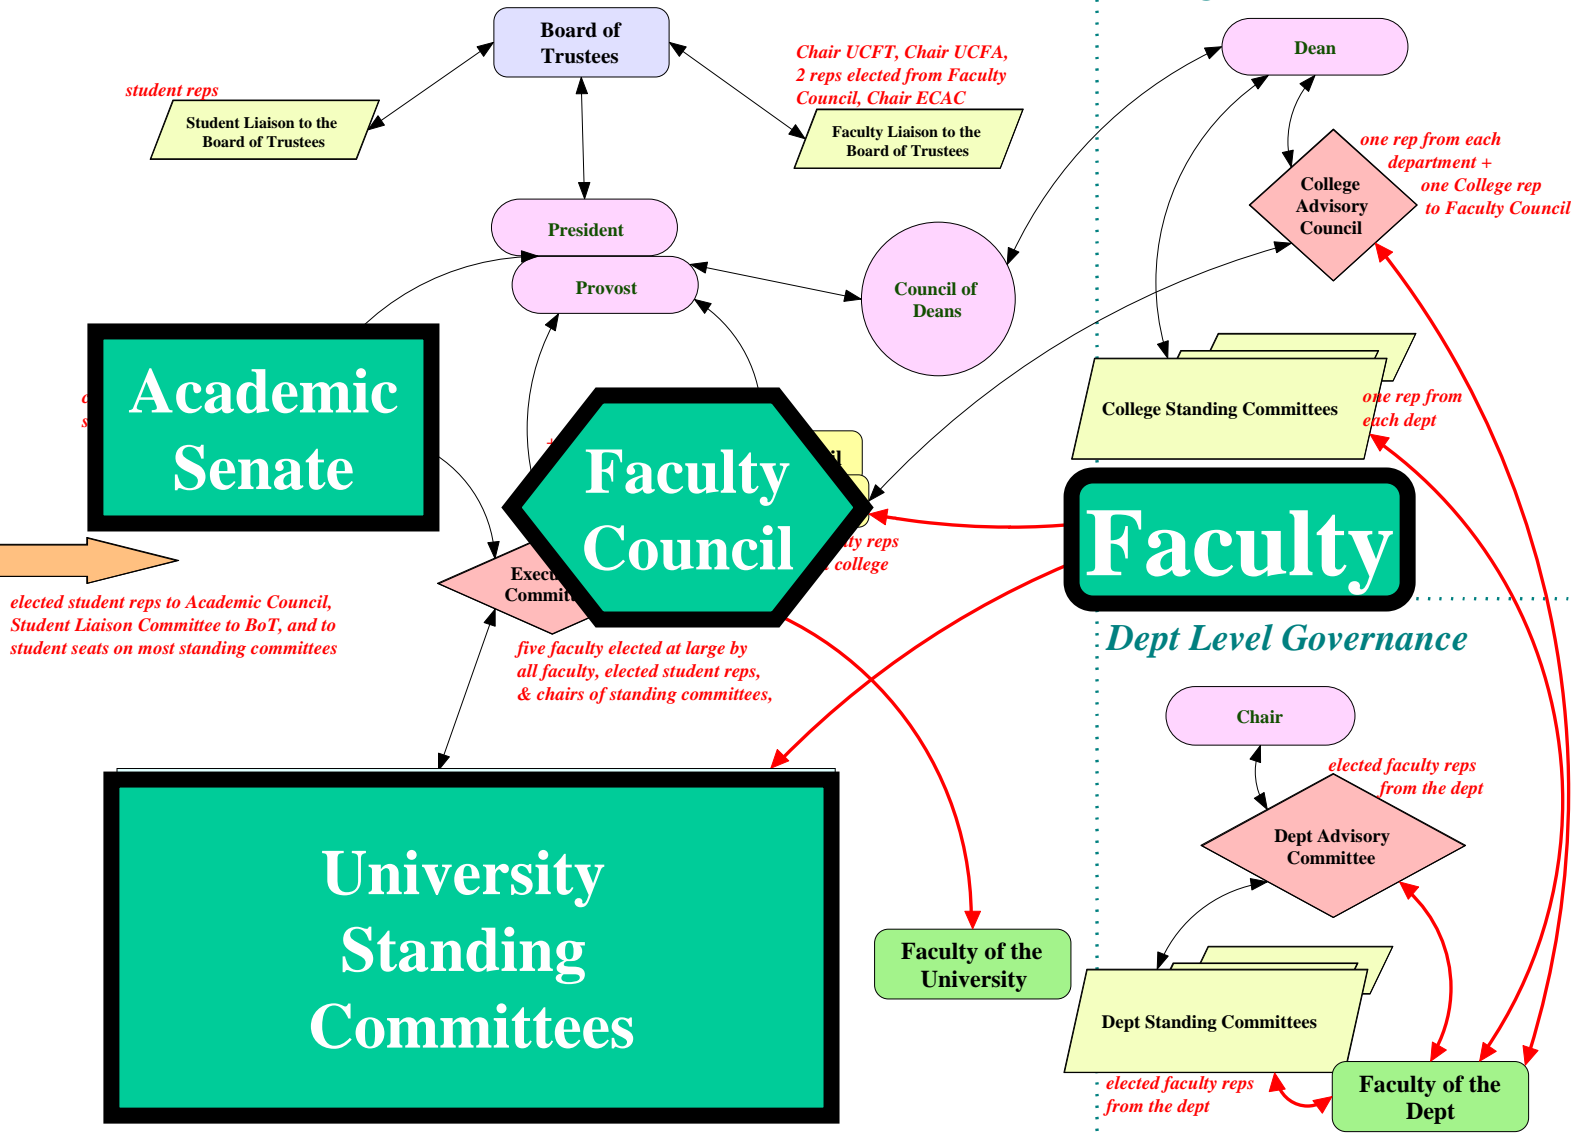 Board of
Trustees
student reps
Student Liaison to the
Board of Trustees
Chair UCFT, Chair UCFA,
2 reps elected from Faculty
Council, Chair ECAC
Faculty Liaison to the
Board of Trustees
Dean
one rep from each
department +
one College rep
to Faculty Council
College
Advisory
Council
President
Provost
Council of
Deans
Academic
Senate
Faculty
Council
College Standing Committees
one rep from
each dept
Faculty
reps
college
elected student reps to Academic Council,
Student Liaison Committee to BoT, and to
student seats on most standing committees
five faculty elected at large by
all faculty, elected student reps,
& chairs of standing committees,
Dept Level Governance
Chair
elected faculty reps
from the dept
Dept Advisory
Committee
University
Standing
Committees
Faculty of the
University
Dept Standing Committees
elected faculty reps
from the dept
Faculty of the
Dept